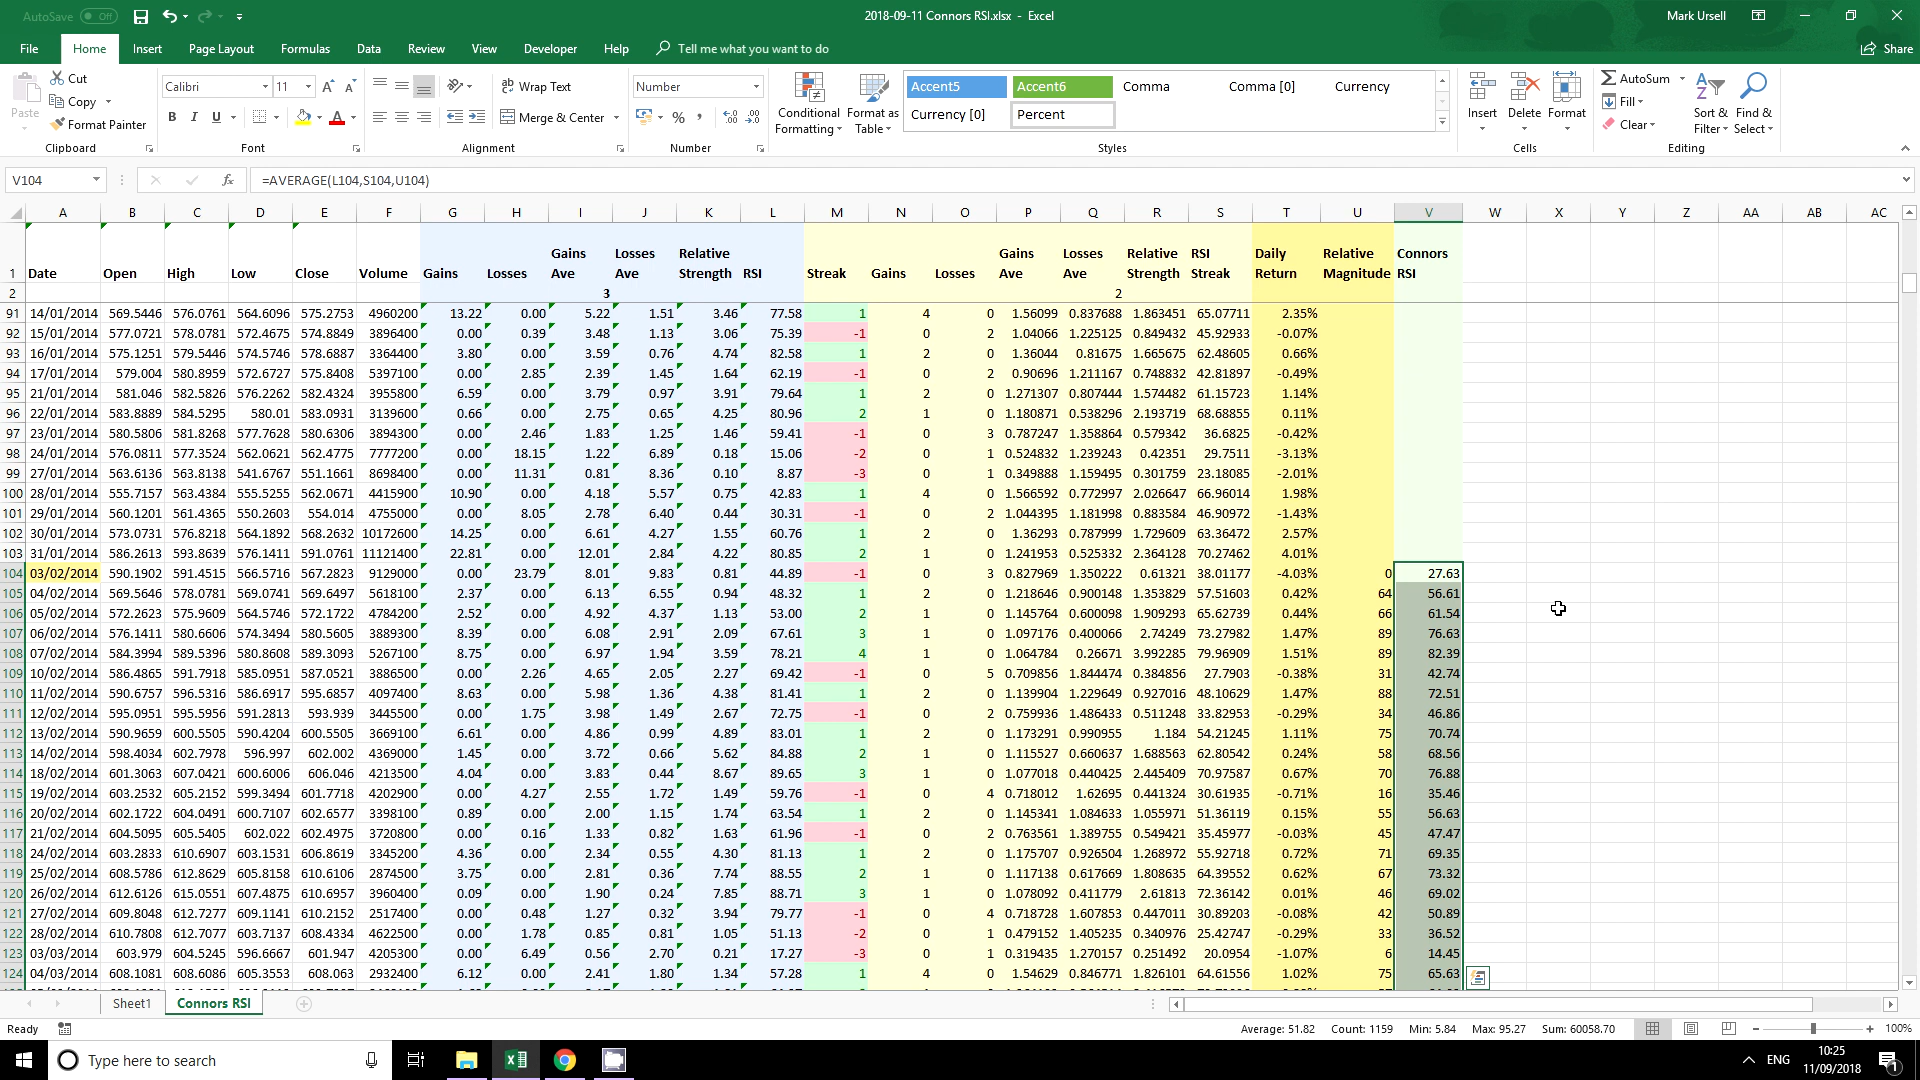 AutoSave Off
2018-09-11 Connors RSI.xlsx - Excel
Mark Ursell
File Home Insert Page Layout Formulas Data Review View Developer Help Tell me what you want to do Share
Paste Cut Copy Format Painter Clipboard
Calibri 11 B I U A Font
Wrap Text Merge & Center Alignment
Number % , Number
Conditional Formatting Format as Table
Accent5 Accent6 Comma Comma [0] Currency
Currency [0] Percent
Styles
Insert Delete Format Cells
AutoSum Fill Clear Sort & Filter Find & Select Editing
V104 fx =AVERAGE(L104,S104,U104)
A B C D E F G H I J K L M N O P Q R S T U V W X Y Z AA AB AC
1 Date Open High Low Close Volume Gains Losses Gains Ave Losses Ave Relative Strength RSI Streak Gains Losses Gains Ave Losses Ave Relative Strength RSI Streak Daily Return Relative Magnitude Connors RSI
2 3 2
91 14/01/2014 569.5446 576.0761 564.6096 575.2753 4960200 13.22 0.00 5.22 1.51 3.46 77.58 1 4 0 1.56099 0.837688 1.863451 65.07711 2.35%
92 15/01/2014 577.0721 578.0781 572.4675 574.8849 3896400 0.00 0.39 3.48 1.13 3.06 75.39 -1 0 2 1.04066 1.225125 0.849432 45.92933 -0.07%
93 16/01/2014 575.1251 579.5446 574.5746 578.6887 3364400 3.80 0.00 3.59 0.76 4.74 82.58 1 2 0 1.36044 0.81675 1.665675 62.48605 0.66%
94 17/01/2014 579.004 580.8959 572.6727 575.8408 5397100 0.00 2.85 2.39 1.45 1.64 62.19 -1 0 2 0.90696 1.211167 0.748832 42.81897 -0.49%
95 21/01/2014 581.046 582.5826 576.2262 582.4324 3955800 6.59 0.00 3.79 0.97 3.91 79.64 1 2 0 1.271307 0.807444 1.574482 61.15723 1.14%
96 22/01/2014 583.8889 584.5295 580.01 583.0931 3139600 0.66 0.00 2.75 0.65 4.25 80.96 2 1 0 1.180871 0.538296 2.193719 68.68855 0.11%
97 23/01/2014 580.5806 581.8268 577.7628 580.6306 3894300 0.00 2.46 1.83 1.25 1.46 59.41 -1 0 3 0.787247 1.358864 0.579342 36.6825 -0.42%
98 24/01/2014 576.0811 577.3524 562.0621 562.4775 7777200 0.00 18.15 1.22 6.89 0.18 15.06 -2 0 1 0.524832 1.239243 0.42351 29.7511 -3.13%
99 27/01/2014 563.6136 563.8138 541.6767 551.1661 8698400 0.00 11.31 0.81 8.36 0.10 8.87 -3 0 1 0.349888 1.159495 0.301759 23.18085 -2.01%
100 28/01/2014 555.7157 563.4384 555.5255 562.0671 4415900 10.90 0.00 4.18 5.57 0.75 42.83 1 4 0 1.566592 0.772997 2.026647 66.96014 1.98%
101 29/01/2014 560.1201 561.4365 550.2603 554.014 4755000 0.00 8.05 2.78 6.40 0.44 30.31 -1 0 2 1.044395 1.181998 0.883584 46.90972 -1.43%
102 30/01/2014 573.0731 576.8218 564.1892 568.2632 10172600 14.25 0.00 6.61 4.27 1.55 60.76 1 2 0 1.36293 0.787999 1.729609 63.36472 2.57%
103 31/01/2014 586.2613 593.8639 576.1411 591.0761 11121400 22.81 0.00 12.01 2.84 4.22 80.85 2 1 0 1.241953 0.525332 2.364128 70.27462 4.01%
104 03/02/2014 590.1902 591.4515 566.5716 567.2823 9129000 0.00 23.79 8.01 9.83 0.81 44.89 -1 0 3 0.827969 1.350222 0.61321 38.01177 -4.03% 0 27.63
105 04/02/2014 569.5646 578.0781 569.0741 569.6497 5618100 2.37 0.00 6.13 6.55 0.94 48.32 1 2 0 1.218646 0.900148 1.353829 57.51603 0.42% 64 56.61
106 05/02/2014 572.2623 575.9609 564.5746 572.1722 4784200 2.52 0.00 4.92 4.37 1.13 53.00 2 1 0 1.145764 0.600098 1.909293 65.62739 0.44% 66 61.54
107 06/02/2014 576.1411 580.6606 574.3494 580.5605 3889300 8.39 0.00 6.08 2.91 2.09 67.61 3 1 0 1.097176 0.400066 2.74249 73.27982 1.47% 89 76.63
108 07/02/2014 584.3994 589.5396 580.8608 589.3093 5267100 8.75 0.00 6.97 1.94 3.59 78.21 4 1 0 1.064784 0.26671 3.992285 79.96909 1.51% 89 82.39
109 10/02/2014 586.4865 591.7918 585.0951 587.0521 3886500 0.00 2.26 4.65 2.05 2.27 69.42 -1 0 5 0.709856 1.844474 0.384856 27.7903 -0.38% 31 42.74
110 11/02/2014 590.6757 596.5316 586.6917 595.6857 4097400 8.63 0.00 5.98 1.36 4.38 81.41 1 2 0 1.139904 1.229649 0.927016 48.10629 1.47% 88 72.51
111 12/02/2014 595.0951 595.5956 591.2813 593.939 3445500 0.00 1.75 3.98 1.49 2.67 72.75 -1 0 2 0.759936 1.486433 0.511248 33.82953 -0.29% 34 46.86
112 13/02/2014 590.9659 600.5505 590.4204 600.5505 3669100 6.61 0.00 4.86 0.99 4.89 83.01 1 2 0 1.173291 0.990955 1.184 54.21245 1.11% 75 70.74
113 14/02/2014 598.4034 602.7978 596.997 602.002 4369000 1.45 0.00 3.72 0.66 5.62 84.88 2 1 0 1.115527 0.660637 1.688563 62.80542 0.24% 58 68.56
114 18/02/2014 601.3063 607.0421 600.6006 606.046 4213500 4.04 0.00 3.83 0.44 8.67 89.65 3 1 0 1.077018 0.440425 2.445409 70.97587 0.67% 70 76.88
115 19/02/2014 603.2532 605.2152 599.3494 601.7718 4202900 0.00 4.27 2.55 1.72 1.49 59.76 -1 0 4 0.718012 1.62695 0.441324 30.61935 -0.71% 16 35.46
116 20/02/2014 602.1722 604.0491 600.7107 602.6577 3398100 0.89 0.00 2.00 1.15 1.74 63.54 1 2 0 1.145341 1.084633 1.055971 51.36119 0.15% 55 56.63
117 21/02/2014 604.5095 605.5405 602.022 602.4975 3720800 0.00 0.16 1.33 0.82 1.63 61.96 -1 0 2 0.763561 1.389755 0.549421 35.45977 -0.03% 45 47.47
118 24/02/2014 603.2833 610.6907 603.1531 606.8619 3345200 4.36 0.00 2.34 0.55 4.30 81.13 1 2 0 1.175707 0.926504 1.268972 55.92718 0.72% 71 69.35
119 25/02/2014 608.5786 612.8629 605.8158 610.6106 2874500 3.75 0.00 2.81 0.36 7.74 88.55 2 1 0 1.117138 0.617669 1.808635 64.39552 0.62% 67 73.32
120 26/02/2014 612.6126 615.0551 607.4875 610.6957 3960400 0.09 0.00 1.90 0.24 7.85 88.71 3 1 0 1.078092 0.411779 2.61813 72.36142 0.01% 46 69.02
121 27/02/2014 609.8048 612.7277 609.1141 610.2152 2517400 0.00 0.48 1.27 0.32 3.94 79.77 -1 0 4 0.718728 1.607853 0.447011 30.89203 -0.08% 42 50.89
122 28/02/2014 610.7808 612.7077 603.7137 608.4334 4622500 0.00 1.78 0.85 0.81 1.05 51.13 -2 0 1 0.479152 1.405235 0.340976 25.42747 -0.29% 33 36.52
123 03/03/2014 603.979 604.5245 596.6667 601.947 4205300 0.00 6.49 0.56 2.70 0.21 17.27 -3 0 1 0.319435 1.270157 0.251492 20.0954 -1.07% 6 14.45
124 04/03/2014 608.1081 608.6086 605.3553 608.063 2932400 6.12 0.00 2.41 1.80 1.34 57.28 1 4 0 1.54629 0.846771 1.826101 64.61556 1.02% 75 65.63
Sheet1 Connors RSI
Ready Average: 51.82 Count: 1159 Min: 5.84 Max: 95.27 Sum: 60058.70 100%
Type here to search
ENG 10:25
11/09/2018 1